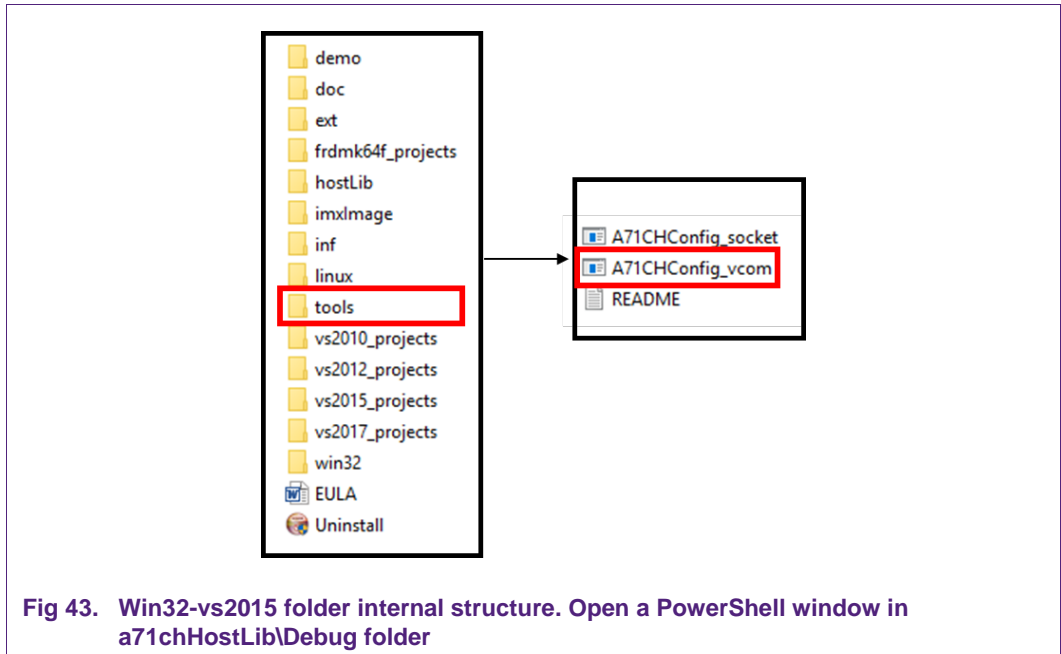 demo
doc
ext
frdmk64f_projects
hostLib
imxImage
inf
linux
tools
vs2010_projects
vs2012_projects
vs2015_projects
vs2017_projects
win32
EULA
Uninstall
A71CHConfig_socket
A71CHConfig_vcom
README
Fig 43. Win32-vs2015 folder internal structure. Open a PowerShell window in
a71chHostLib\Debug folder